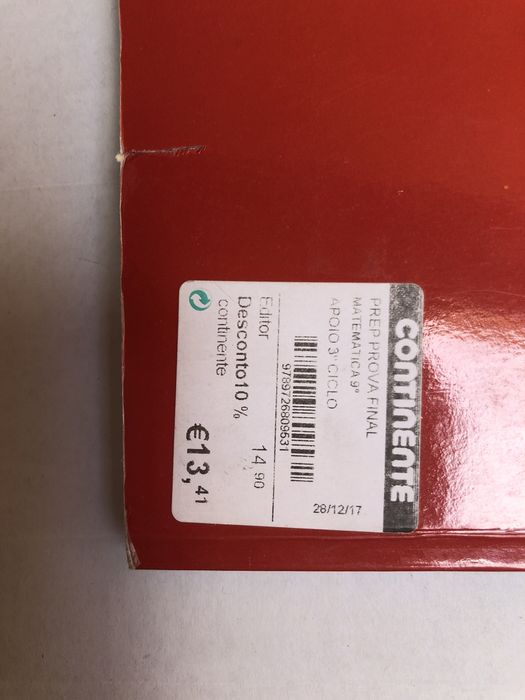 CONTINENTE
PREP PROVA FINAL
MATEMATICA 9º
APOIO 3º CICLO
28/12/17
9789726809531
Editor 14,90
Desconto10 %
continente
€13,41